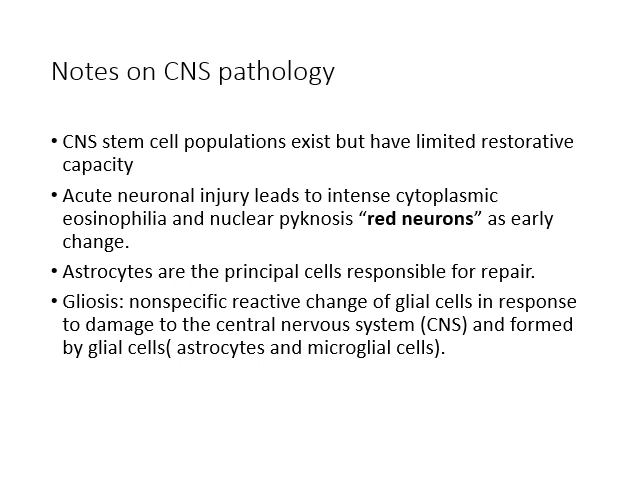 Notes on CNS pathology
• CNS stem cell populations exist but have limited restorative
capacity
• Acute neuronal injury leads to intense cytoplasmic
eosinophilia and nuclear pyknosis “red neurons” as early
change.
• Astrocytes are the principal cells responsible for repair.
• Gliosis: nonspecific reactive change of glial cells in response
to damage to the central nervous system (CNS) and formed
by glial cells( astrocytes and microglial cells).